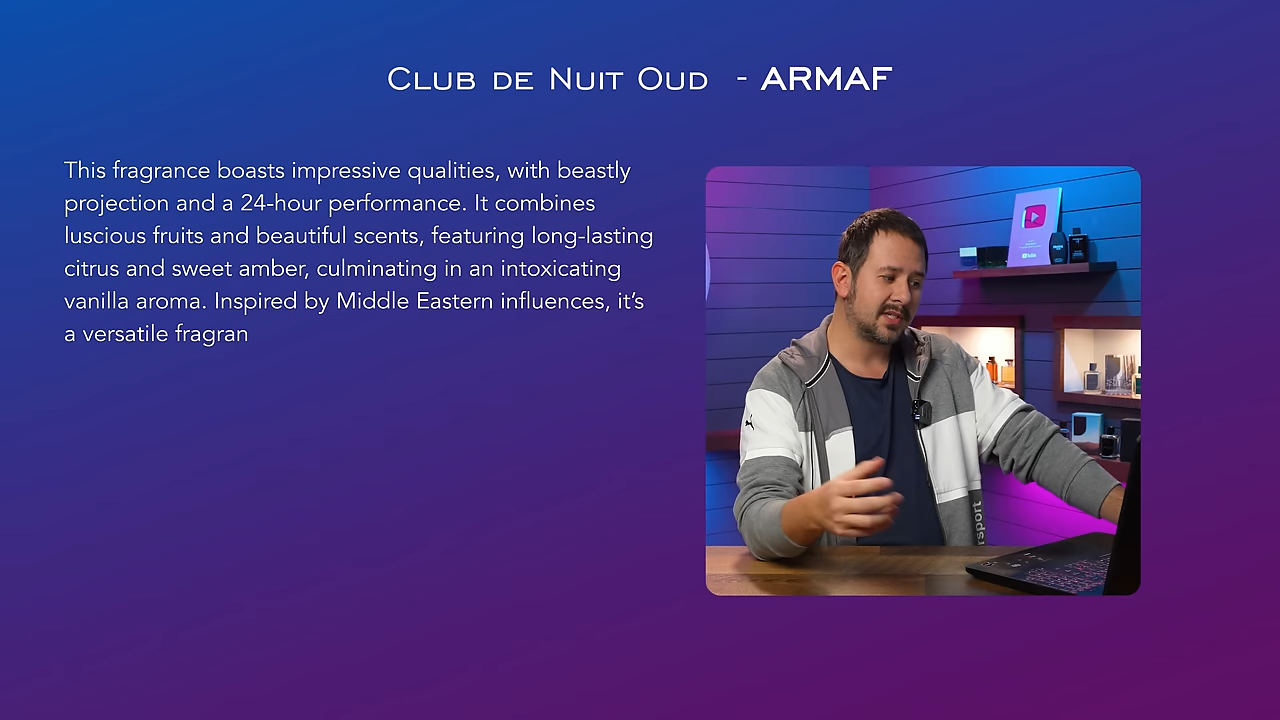 Club de Nuit Oud - ARMAF
This fragrance boasts impressive qualities, with beastly
projection and a 24-hour performance. It combines
luscious fruits and beautiful scents, featuring long-lasting
citrus and sweet amber, culminating in an intoxicating
vanilla aroma. Inspired by Middle Eastern influences, it’s
a versatile fragran
YouTube
rsport